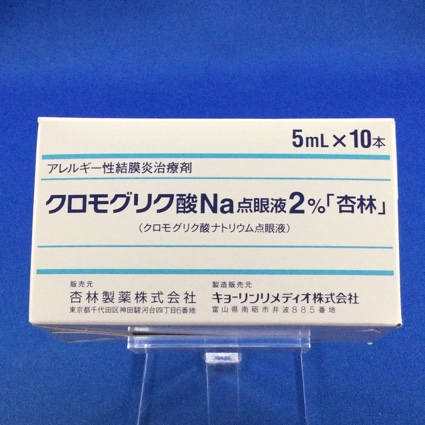 5mL×10本
アレルギー性結膜炎治療剤
クロモグリク酸Na点眼液2%「杏林」
(クロモグリク酸ナトリウム点眼液)
販売元
杏林製薬株式会社
東京都千代田区神田駿河台四丁目6番地
製造販売元
キョーリンリメディオ株式会社
富山県南砺市井波885番地